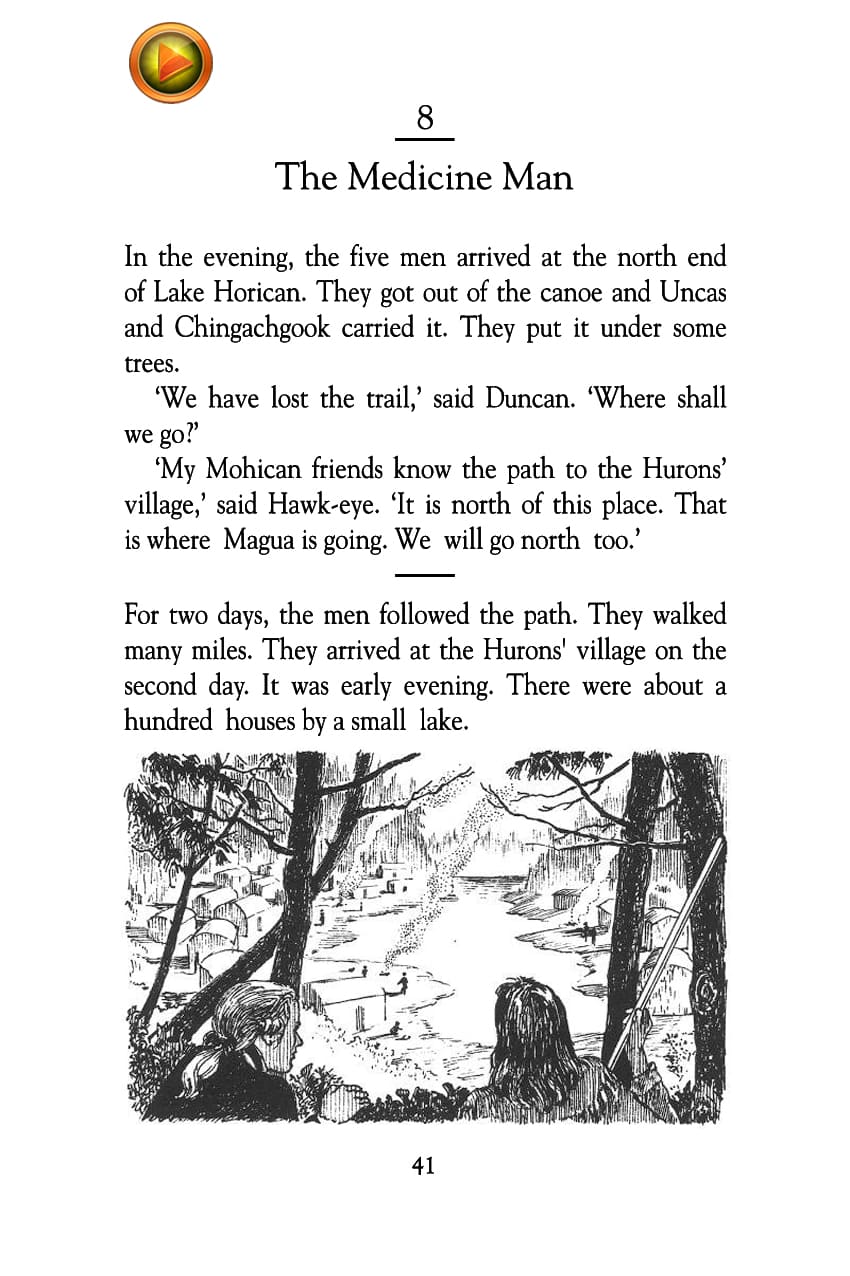 8
The Medicine Man
In the evening, the five men arrived at the north end
of Lake Horican. They got out of the canoe and Uncas
and Chingachgook carried it. They put it under some
trees.
‘We have lost the trail,’ said Duncan. ‘Where shall
we go?’
‘My Mohican friends know the path to the Hurons’
village,’ said Hawk-eye. ‘It is north of this place. That
is where Magua is going. We will go north too.’
For two days, the men followed the path. They walked
many miles. They arrived at the Hurons' village on the
second day. It was early evening. There were about a
hundred houses by a small lake.
41